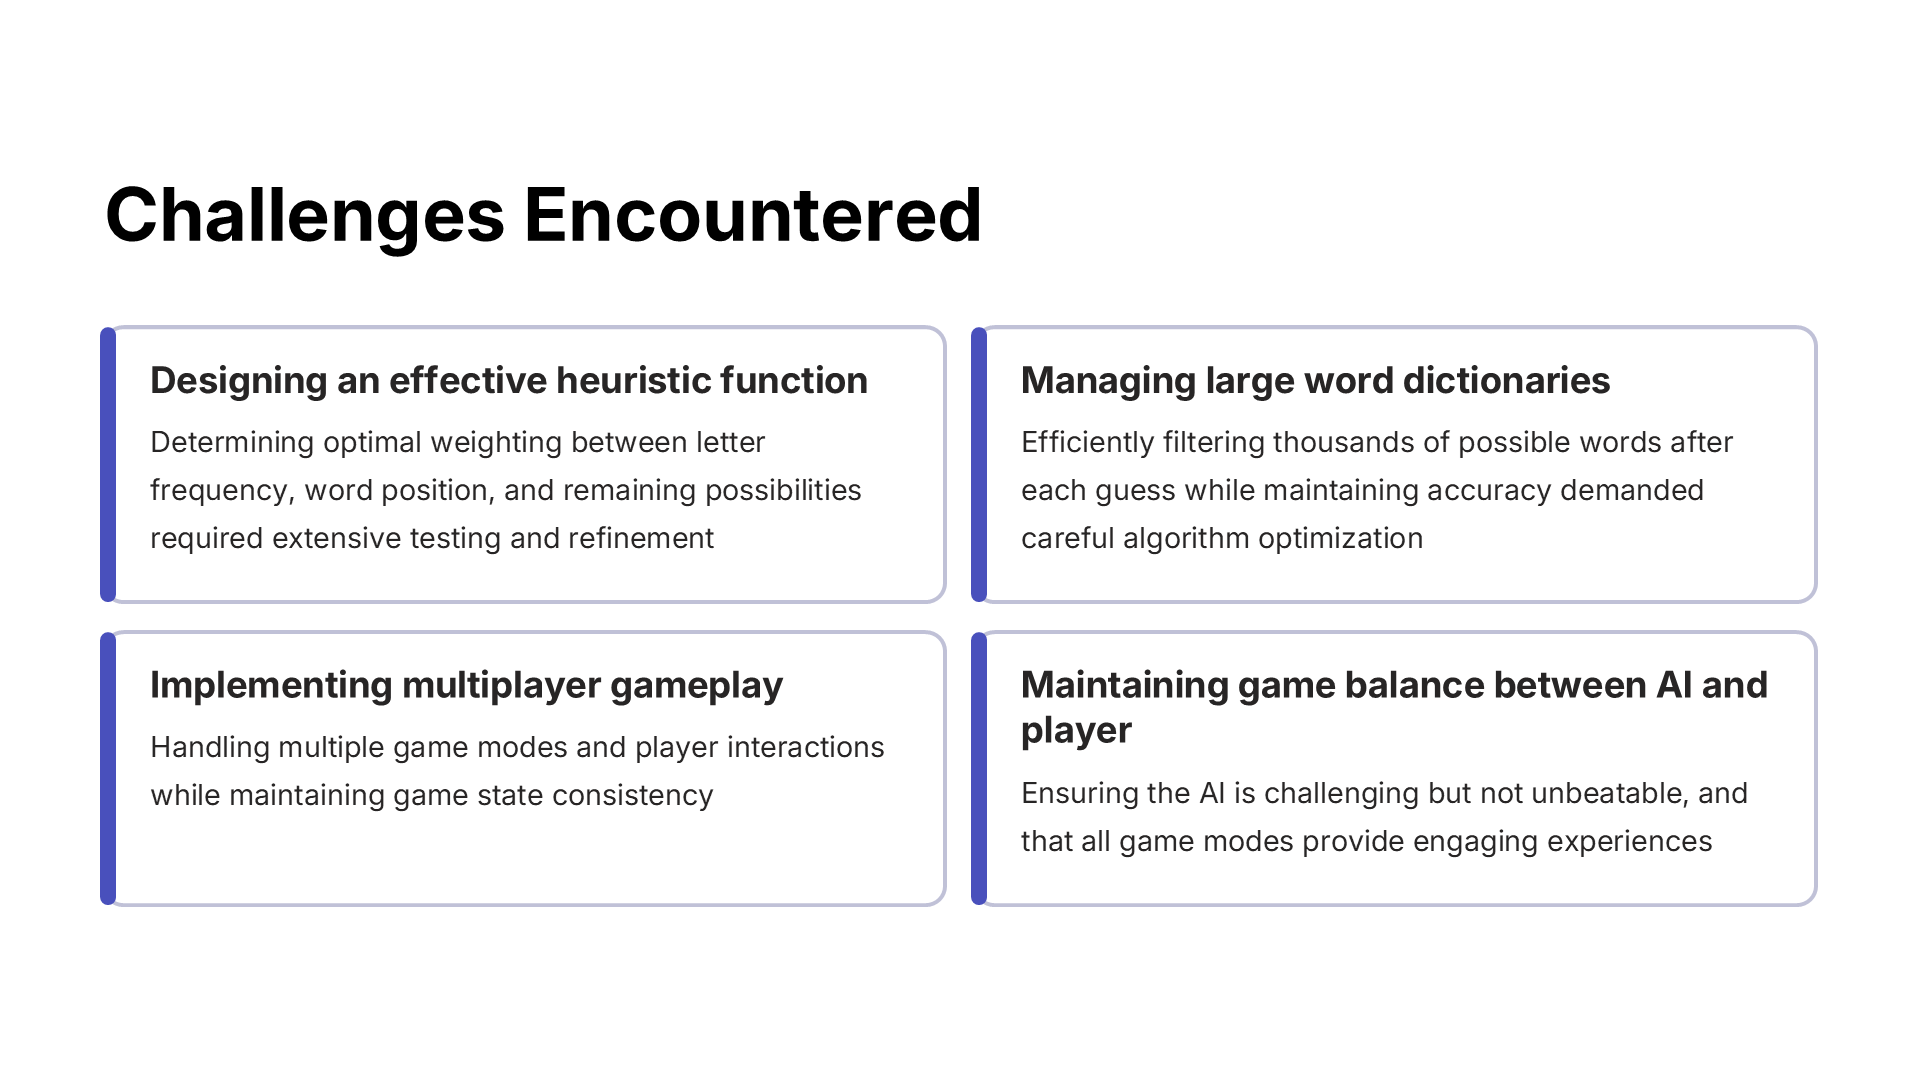 Challenges Encountered
Designing an effective heuristic function
Determining optimal weighting between letter
frequency, word position, and remaining possibilities
required extensive testing and refinement
Managing large word dictionaries
Efficiently filtering thousands of possible words after
each guess while maintaining accuracy demanded
careful algorithm optimization
Implementing multiplayer gameplay
Handling multiple game modes and player interactions
while maintaining game state consistency
Maintaining game balance between AI and
player
Ensuring the AI is challenging but not unbeatable, and
that all game modes provide engaging experiences